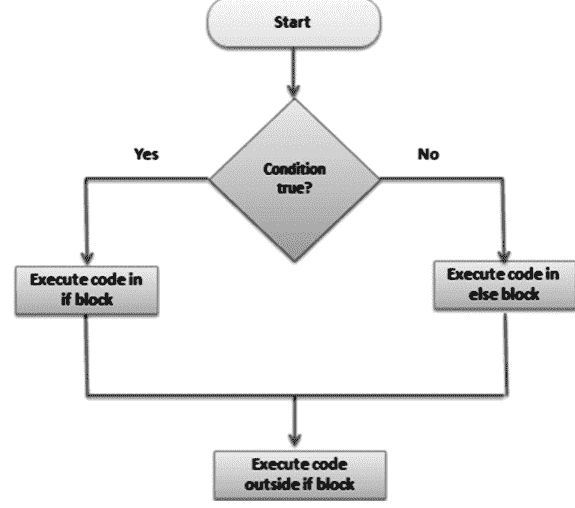 Start
Yes
No
Condition
true?
Execute code in
if block
Execute code in
else block
Execute code
outside if block